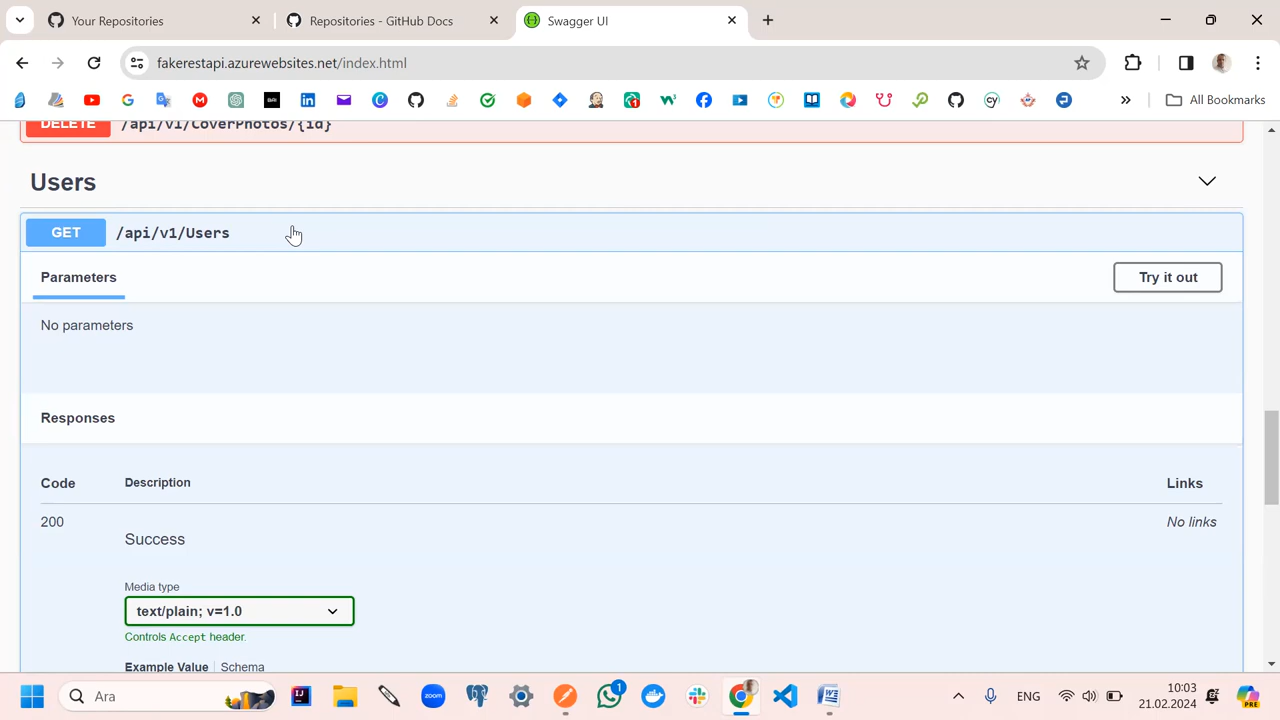 Your Repositories
Repositories - GitHub Docs
Swagger UI
fakerestapi.azurewebsites.net/index.html
All Bookmarks
DELETE /api/v1/CoverPhotos/{id}
Users
GET /api/v1/Users
Parameters
Try it out
No parameters
Responses
Code Description Links
200 Success No links
Media type
text/plain; v=1.0
Controls Accept header.
Example Value Schema
Ara
zoom
1
ENG
10:03
21.02.2024
PRE